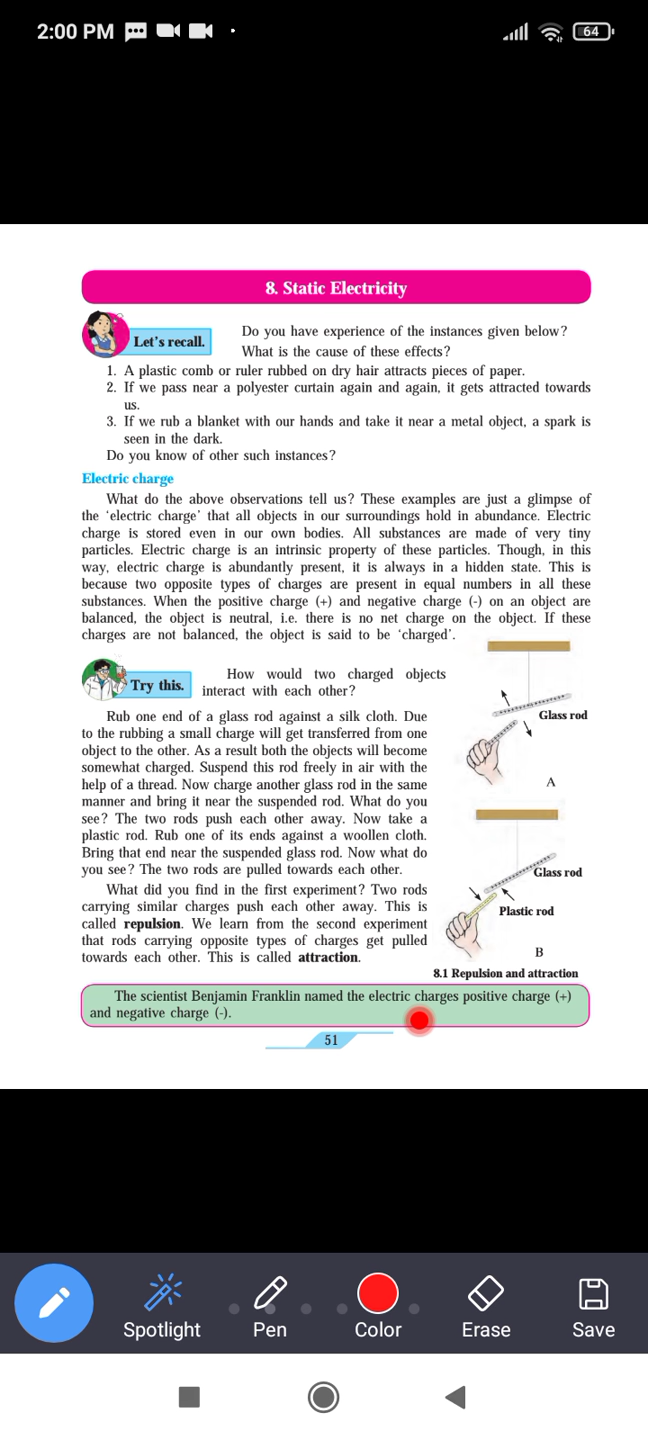 2:00 PM
64
8. Static Electricity
Let's recall.
Do you have experience of the instances given below?
What is the cause of these effects?
1. A plastic comb or ruler rubbed on dry hair attracts pieces of paper.
2. If we pass near a polyester curtain again and again, it gets attracted towards
us.
3. If we rub a blanket with our hands and take it near a metal object, a spark is
seen in the dark.
Do you know of other such instances?
Electric charge
What do the above observations tell us? These examples are just a glimpse of
the ‘electric charge’ that all objects in our surroundings hold in abundance. Electric
charge is stored even in our own bodies. All substances are made of very tiny
particles. Electric charge is an intrinsic property of these particles. Though, in this
way, electric charge is abundantly present, it is always in a hidden state. This is
because two opposite types of charges are present in equal numbers in all these
substances. When the positive charge (+) and negative charge (-) on an object are
balanced, the object is neutral, i.e. there is no net charge on the object. If these
charges are not balanced, the object is said to be ‘charged’.
Try this.
How would two charged objects
interact with each other?
Rub one end of a glass rod against a silk cloth. Due
to the rubbing a small charge will get transferred from one
object to the other. As a result both the objects will become
somewhat charged. Suspend this rod freely in air with the
help of a thread. Now charge another glass rod in the same
manner and bring it near the suspended rod. What do you
see? The two rods push each other away. Now take a
plastic rod. Rub one of its ends against a woollen cloth.
Bring that end near the suspended glass rod. Now what do
you see? The two rods are pulled towards each other.
What did you find in the first experiment? Two rods
carrying similar charges push each other away. This is
called repulsion. We learn from the second experiment
that rods carrying opposite types of charges get pulled
towards each other. This is called attraction.
Glass rod
A
Glass rod
Plastic rod
B
8.1 Repulsion and attraction
The scientist Benjamin Franklin named the electric charges positive charge (+)
and negative charge (-).
51
Spotlight
Pen
Color
Erase
Save